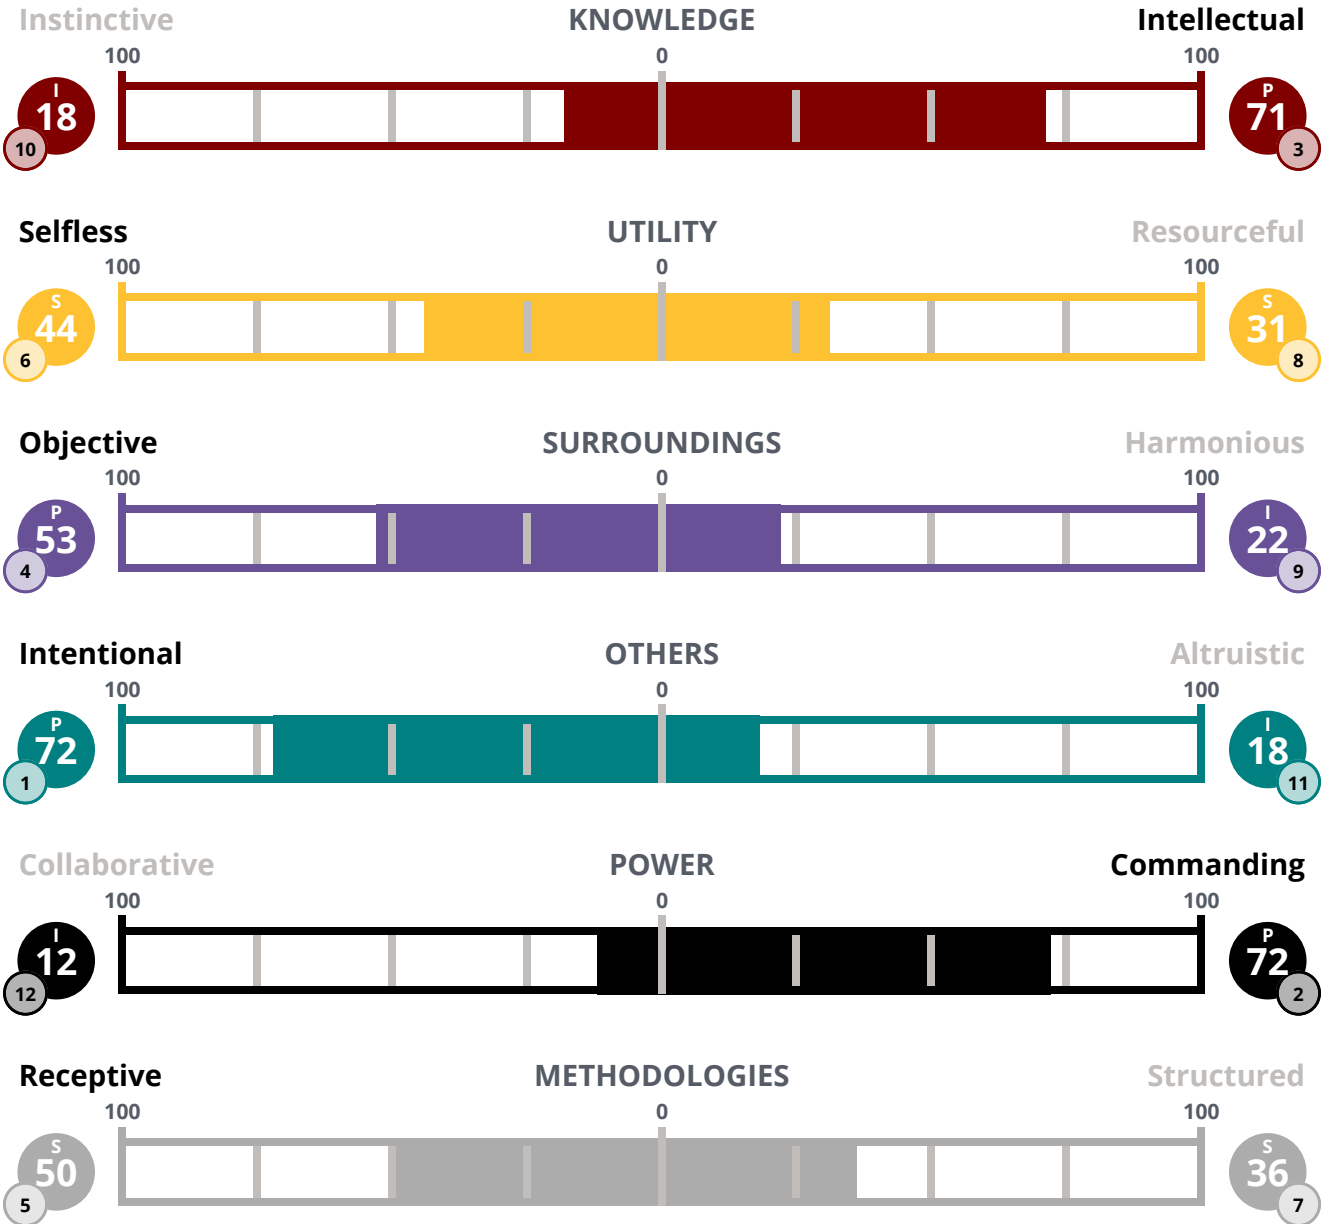 Instinctive KNOWLEDGE Intellectual
100 0 100
I 18 10 P 71 3
Selfless UTILITY Resourceful
100 0 100
S 44 6 S 31 8
Objective SURROUNDINGS Harmonious
100 0 100
P 53 4 I 22 9
Intentional OTHERS Altruistic
100 0 100
P 72 1 I 18 11
Collaborative POWER Commanding
100 0 100
I 12 12 P 72 2
Receptive METHODOLOGIES Structured
100 0 100
S 50 5 S 36 7